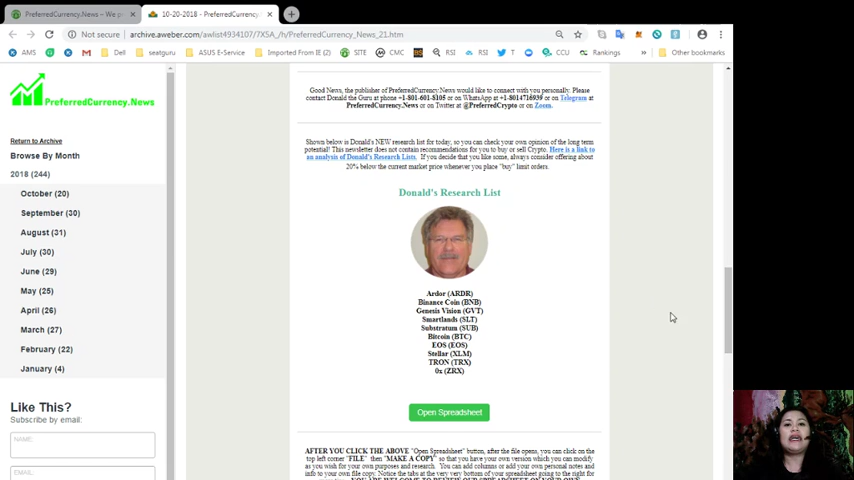 PreferredCurrency.News – We p
10-20-2018 - PreferredCurrency.
Not secure | archive.aweber.com/awlist4934107/7XSA_/h/PreferredCurrency_News_21.htm
AMS
Dell
seatguru
ASUS E-Service
Imported From IE (2)
SITE
CMC
RSI
RSI
T
CCU
Rankings
»
Other bookmarks
PreferredCurrency.News
Return to Archive
Browse By Month
2018 (244)
October (20)
September (30)
August (31)
July (30)
June (29)
May (25)
April (26)
March (27)
February (22)
January (4)
Like This?
Subscribe by email:
NAME:
EMAIL:
Good News, the publisher of PreferredCurrency.News would like to connect with you personally. Please
contact Donald the Guru at phone +1-801-601-8105 or on WhatsApp at +1-8014716939 or on Telegram at
PreferredCurrency.News or on Twitter at @PreferredCrypto or on Zoom.
Shown below is Donald's NEW research list for today, so you can check your own opinion of the long term
potential! This newsletter does not contain recommendations for you to buy or sell Crypto. Here is a link to
an analysis of Donald's Research Lists. If you decide that you like some, always consider offering about
20% below the current market price whenever you place "buy" limit orders.
Donald's Research List
Ardor (ARDR)
Binance Coin (BNB)
Genesis Vision (GVT)
Smartlands (SLT)
Substratum (SUB)
Bitcoin (BTC)
EOS (EOS)
Stellar (XLM)
TRON (TRX)
0x (ZRX)
Open Spreadsheet
AFTER YOU CLICK THE ABOVE "Open Spreadsheet" button, after the file opens, you can click on the
top left corner "FILE" then "MAKE A COPY" so that you have your own version which you can modify
as you wish for your own purposes and research. You can add columns or add your own personal notes and
info to your own file copy. Notice the tabs at the very very bottom of your spreadsheet going to the right for